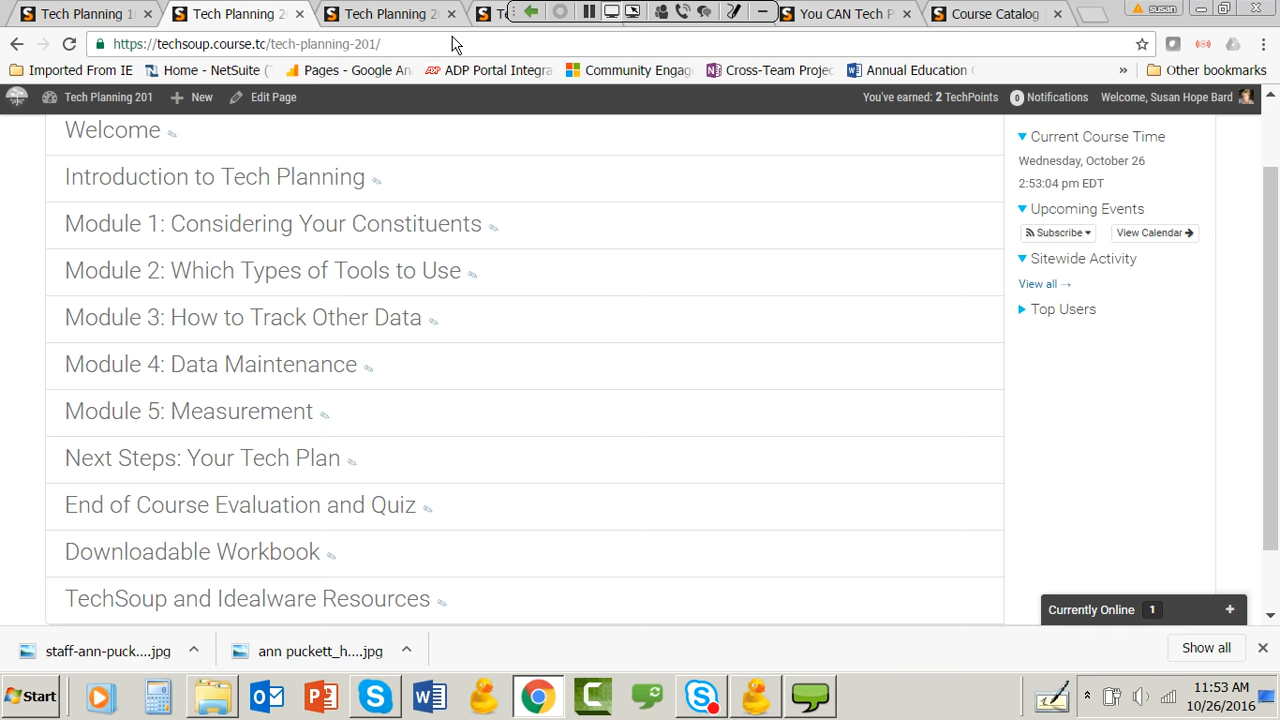 Tech Planning 1
Tech Planning 2
Tech Planning 2
Te
You CAN Tech P
Course Catalog
susan
https://techsoup.course.tc/tech-planning-201/
Imported From IE
Home - NetSuite (
Pages - Google An
ADP Portal Integra
Community Engag
Cross-Team Projec
Annual Education
»
Other bookmarks
Tech Planning 201
New
Edit Page
You've earned: 2 TechPoints
0 Notifications
Welcome, Susan Hope Bard
Welcome
Introduction to Tech Planning
Module 1: Considering Your Constituents
Module 2: Which Types of Tools to Use
Module 3: How to Track Other Data
Module 4: Data Maintenance
Module 5: Measurement
Next Steps: Your Tech Plan
End of Course Evaluation and Quiz
Downloadable Workbook
TechSoup and Idealware Resources
Current Course Time
Wednesday, October 26
2:53:04 pm EDT
Upcoming Events
Subscribe
View Calendar
Sitewide Activity
View all →
Top Users
Currently Online 1 +
staff-ann-puck....jpg
ann puckett_h....jpg
Show all
Start
11:53 AM
10/26/2016